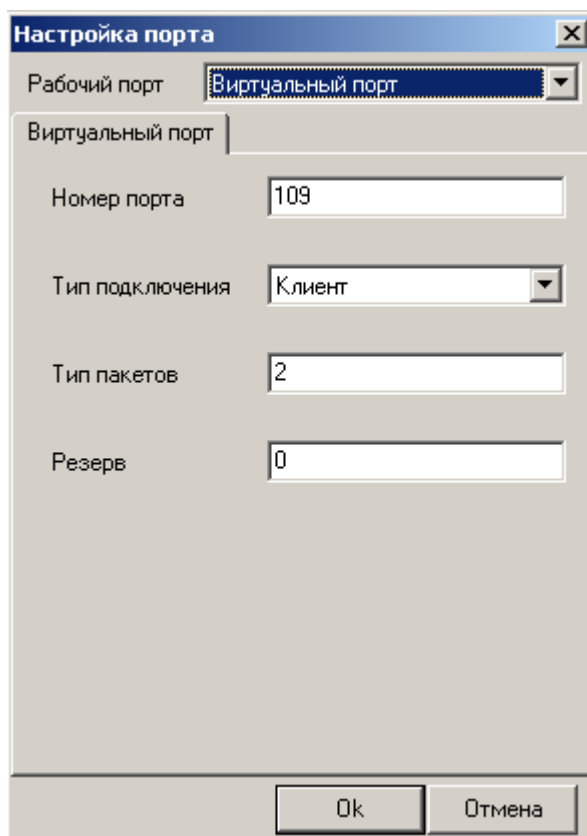 Настройка порта
Рабочий порт Виртуальный порт
Виртуальный порт
Номер порта 109
Тип подключения Клиент
Тип пакетов 2
Резерв 0
Ok Отмена